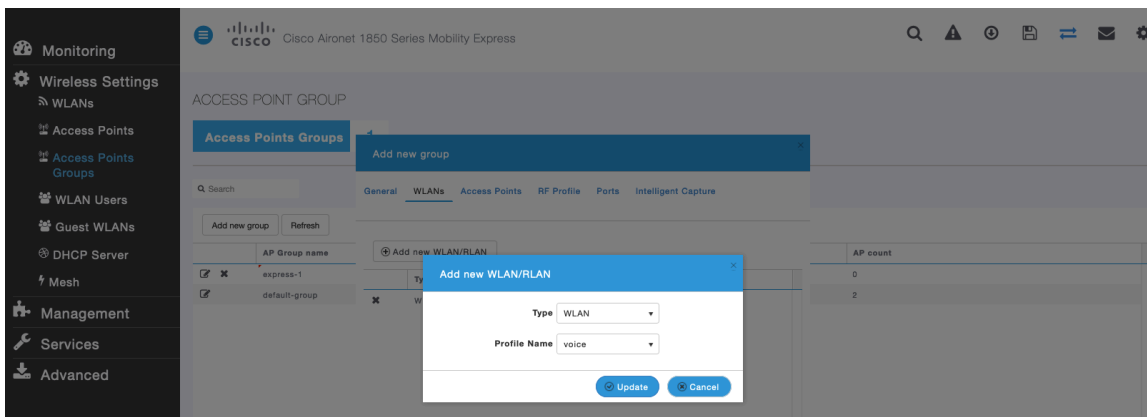 CISCO Cisco Aironet 1850 Series Mobility Express
Monitoring
Wireless Settings
WLANs
Access Points
Access Points
Groups
WLAN Users
Guest WLANs
DHCP Server
Mesh
Management
Services
Advanced
ACCESS POINT GROUP
Access Points Groups
Search
Add new group Refresh
AP Group name
AP count
express-1
0
default-group
2
Add new group
General WLANs Access Points RF Profile Ports Intelligent Capture
Add new WLAN/RLAN
Add new WLAN/RLAN
Type WLAN
Profile Name voice
Update Cancel